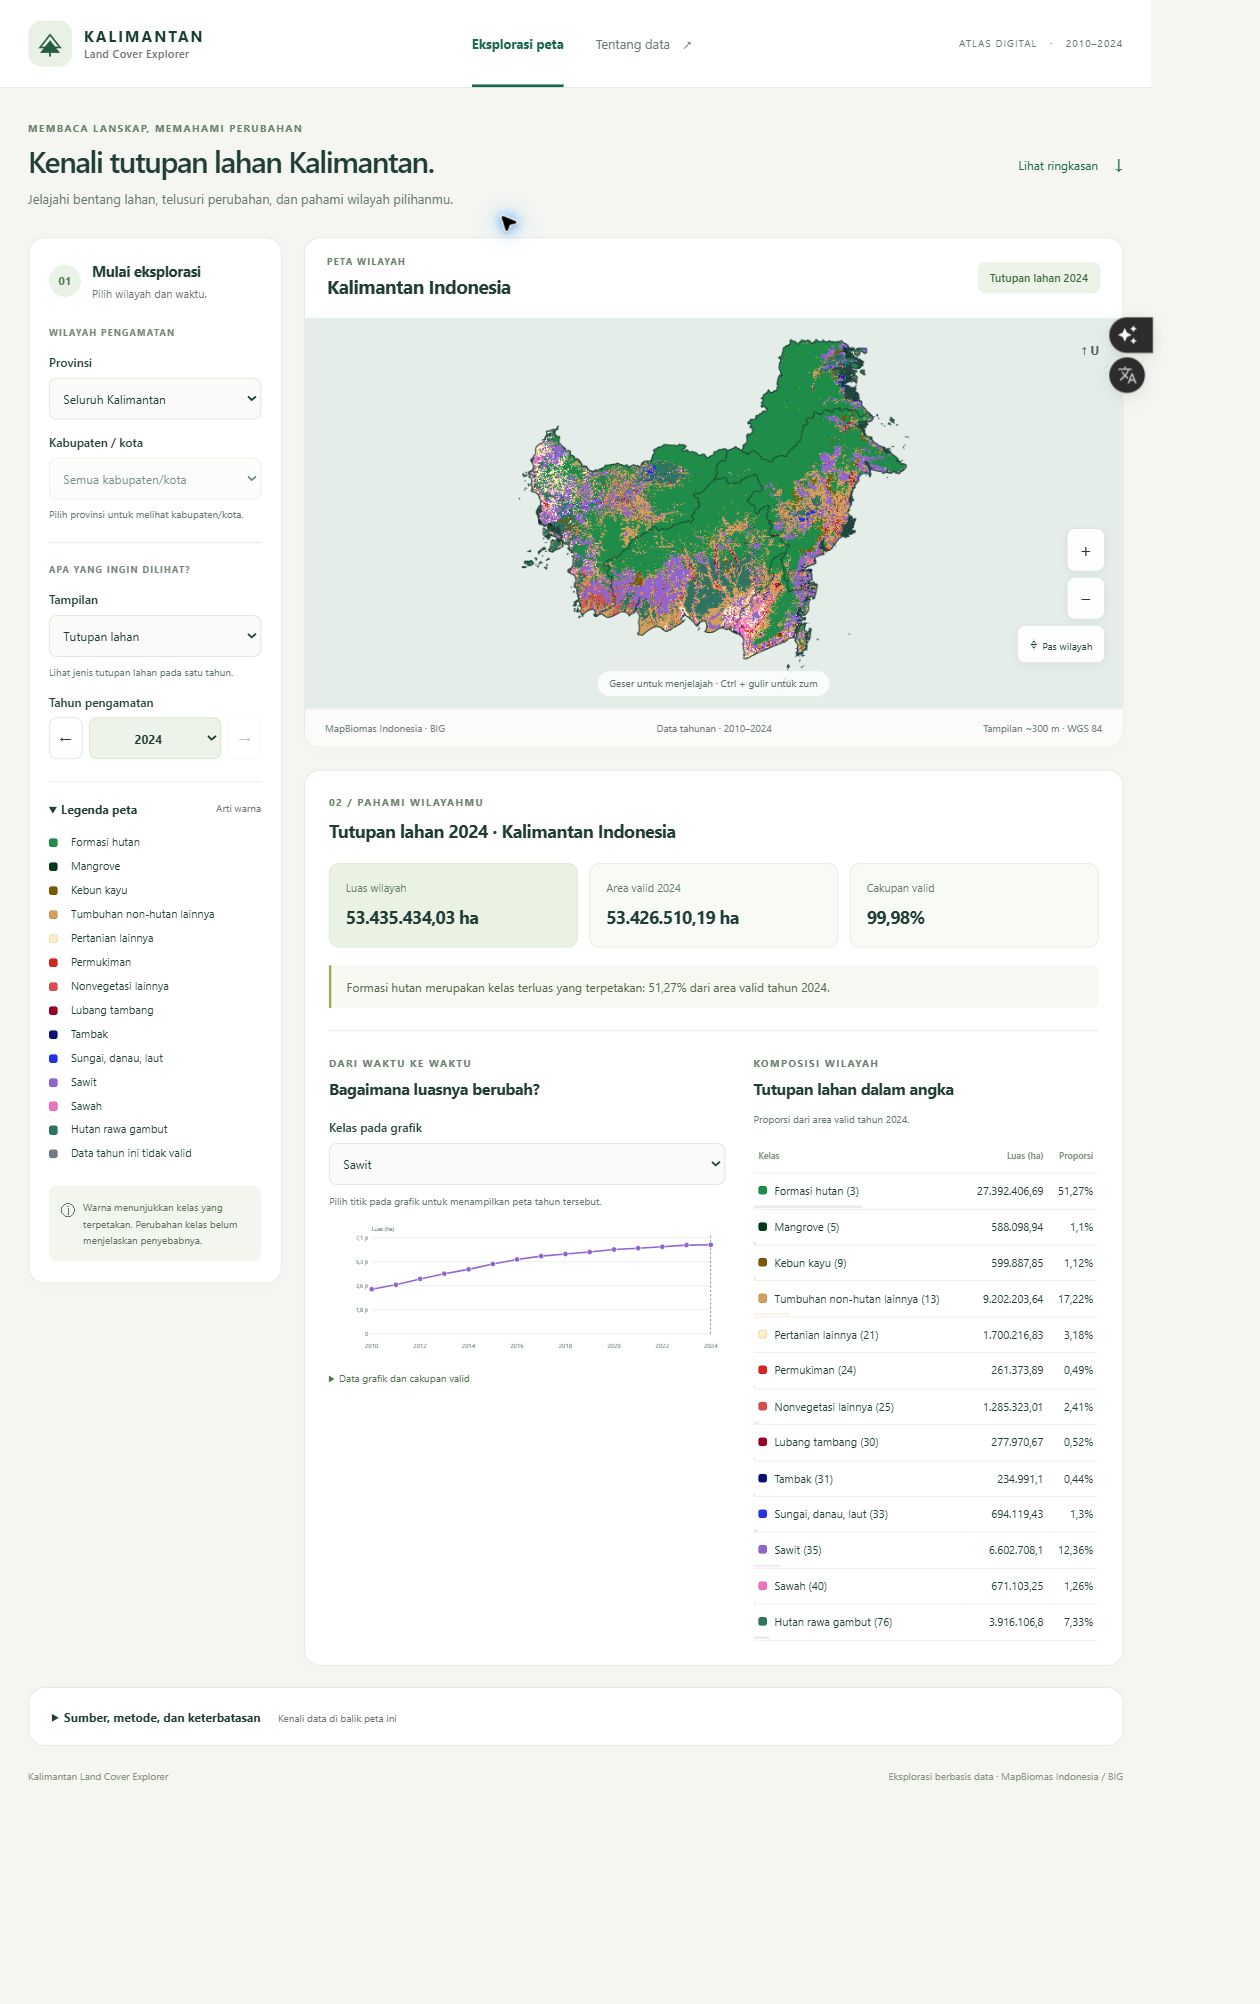 KALIMANTAN
Land Cover Explorer
Eksplorasi peta
Tentang data ↗
ATLAS DIGITAL · 2010–2024
MEMBACA LANSKAP, MEMAHAMI PERUBAHAN
Kenali tutupan lahan Kalimantan.
Jelajahi bentang lahan, telusuri perubahan, dan pahami wilayah pilihanmu.
Lihat ringkasan ↓
01
Mulai eksplorasi
Pilih wilayah dan waktu.
WILAYAH PENGAMATAN
Provinsi
Seluruh Kalimantan
Kabupaten / kota
Semua kabupaten/kota
Pilih provinsi untuk melihat kabupaten/kota.
APA YANG INGIN DILIHAT?
Tampilan
Tutupan lahan
Lihat jenis tutupan lahan pada satu tahun.
Tahun pengamatan
← 2024 →
▼ Legenda peta
Arti warna
Formasi hutan
Mangrove
Kebun kayu
Tumbuhan non-hutan lainnya
Pertanian lainnya
Permukiman
Nonvegetasi lainnya
Lubang tambang
Tambak
Sungai, danau, laut
Sawit
Sawah
Hutan rawa gambut
Data tahun ini tidak valid
Warna menunjukkan kelas yang
terpetakan. Perubahan kelas belum
menjelaskan penyebabnya.
PETA WILAYAH
Kalimantan Indonesia
Tutupan lahan 2024
↑ U
+
−
Pas wilayah
Geser untuk menjelajah · Ctrl + gulir untuk zum
MapBiomas Indonesia · BIG
Data tahunan · 2010–2024
Tampilan ~300 m · WGS 84
02 / PAHAMI WILAYAHMU
Tutupan lahan 2024 · Kalimantan Indonesia
Luas wilayah
53.435.434,03 ha
Area valid 2024
53.426.510,19 ha
Cakupan valid
99,98%
Formasi hutan merupakan kelas terluas yang terpetakan: 51,27% dari area valid tahun 2024.
DARI WAKTU KE WAKTU
Bagaimana luasnya berubah?
Kelas pada grafik
Sawit
Pilih titik pada grafik untuk menampilkan peta tahun tersebut.
Luas (ha)
7,1 jt
5,3 jt
3,6 jt
1,8 jt
0
2010 2012 2014 2016 2018 2020 2022 2024
▶ Data grafik dan cakupan valid
KOMPOSISI WILAYAH
Tutupan lahan dalam angka
Proporsi dari area valid tahun 2024.
Kelas Luas (ha) Proporsi
Formasi hutan (3) 27.392.406,69 51,27%
Mangrove (5) 588.098,94 1,1%
Kebun kayu (9) 599.887,85 1,12%
Tumbuhan non-hutan lainnya (13) 9.202.203,64 17,22%
Pertanian lainnya (21) 1.700.216,83 3,18%
Permukiman (24) 261.373,89 0,49%
Nonvegetasi lainnya (25) 1.285.323,01 2,41%
Lubang tambang (30) 277.970,67 0,52%
Tambak (31) 234.991,1 0,44%
Sungai, danau, laut (33) 694.119,43 1,3%
Sawit (35) 6.602.708,1 12,36%
Sawah (40) 671.103,25 1,26%
Hutan rawa gambut (76) 3.916.106,8 7,33%
▶ Sumber, metode, dan keterbatasan
Kenali data di balik peta ini
Kalimantan Land Cover Explorer
Eksplorasi berbasis data · MapBiomas Indonesia / BIG